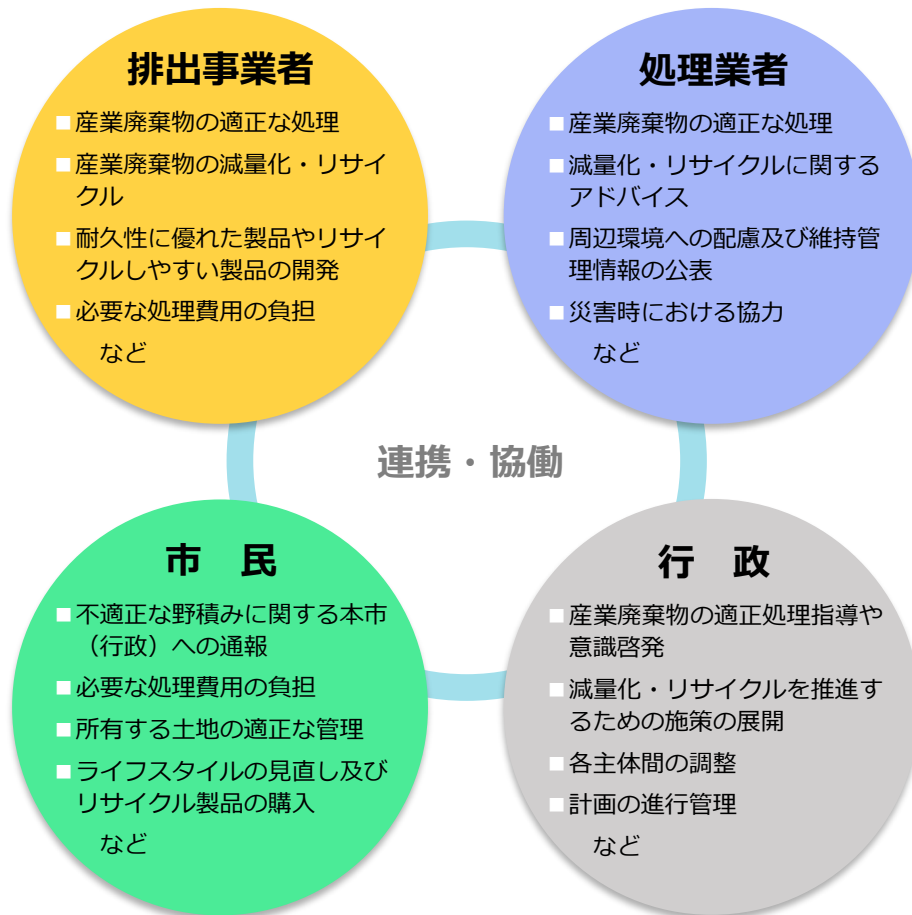 排出事業者
産業廃棄物の適正な処理
産業廃棄物の減量化・リサイ
クル
耐久性に優れた製品やリサイ
クルしやすい製品の開発
必要な処理費用の負担
など
処理業者
産業廃棄物の適正な処理
減量化・リサイクルに関する
アドバイス
周辺環境への配慮及び維持管
理情報の公表
災害時における協力
など
連携・協働
市　民
不適正な野積みに関する本市
（行政）への通報
必要な処理費用の負担
所有する土地の適正な管理
ライフスタイルの見直し及び
リサイクル製品の購入
など
行　政
産業廃棄物の適正処理指導や
意識啓発
減量化・リサイクルを推進す
るための施策の展開
各主体間の調整
計画の進行管理
など